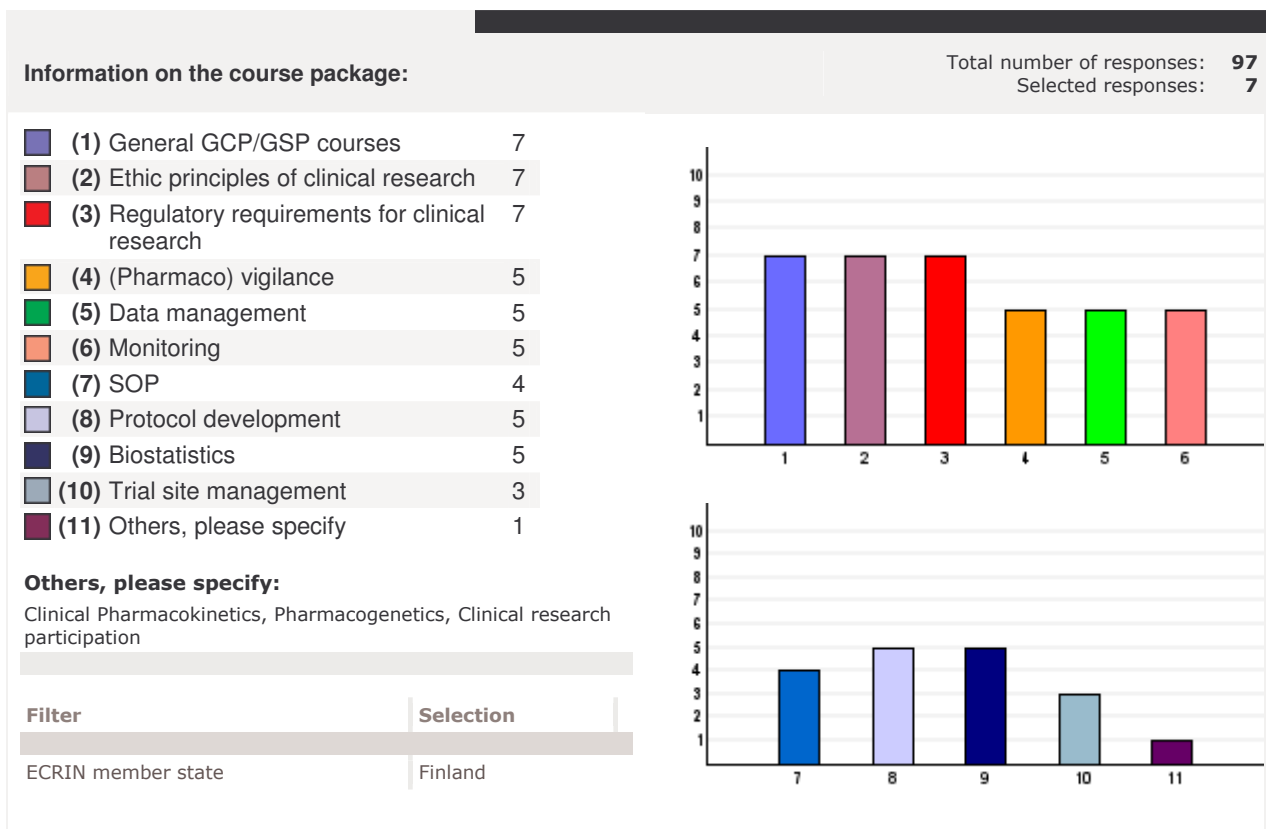 Information on the course package:
Total number of responses: 97
Selected responses: 7
(1) General GCP/GSP courses 7
(2) Ethic principles of clinical research 7
(3) Regulatory requirements for clinical 7
research
(4) (Pharmaco) vigilance 5
(5) Data management 5
(6) Monitoring 5
(7) SOP 4
(8) Protocol development 5
(9) Biostatistics 5
(10) Trial site management 3
(11) Others, please specify 1
Others, please specify:
Clinical Pharmacokinetics, Pharmacogenetics, Clinical research
participation
Filter Selection
ECRIN member state Finland
10
9
8
7
6
5
4
3
2
1
1 2 3 4 5 6
10
9
8
7
6
5
4
3
2
1
7 8 9 10 11